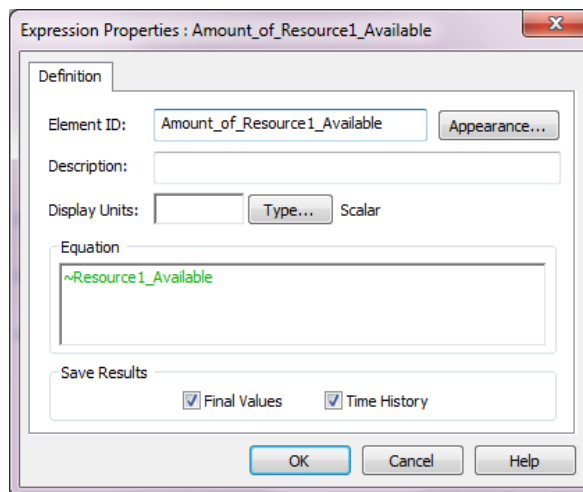 Expression Properties : Amount_of_Resource1_Available
Definition
Element ID: Amount_of_Resource1_Available Appearance...
Description:
Display Units: Type... Scalar
Equation
~Resource1_Available
Save Results
Final Values Time History
OK Cancel Help